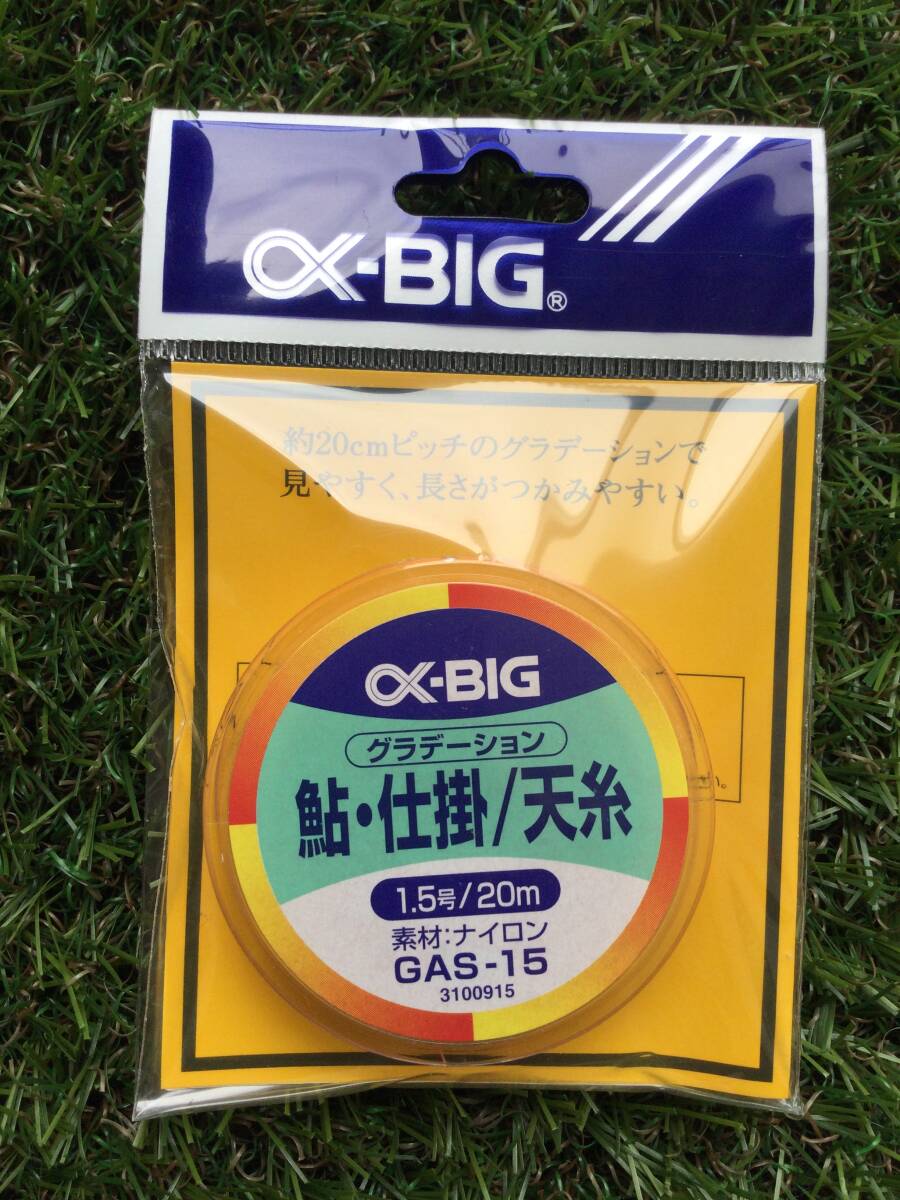 α-BIG®
約20cmピッチのグラデーションで
見やすく、長さがつかみやすい。
α-BIG
グラデーション
鮎・仕掛/天糸
1.5号/20m
素材:ナイロン
GAS-15
3100915